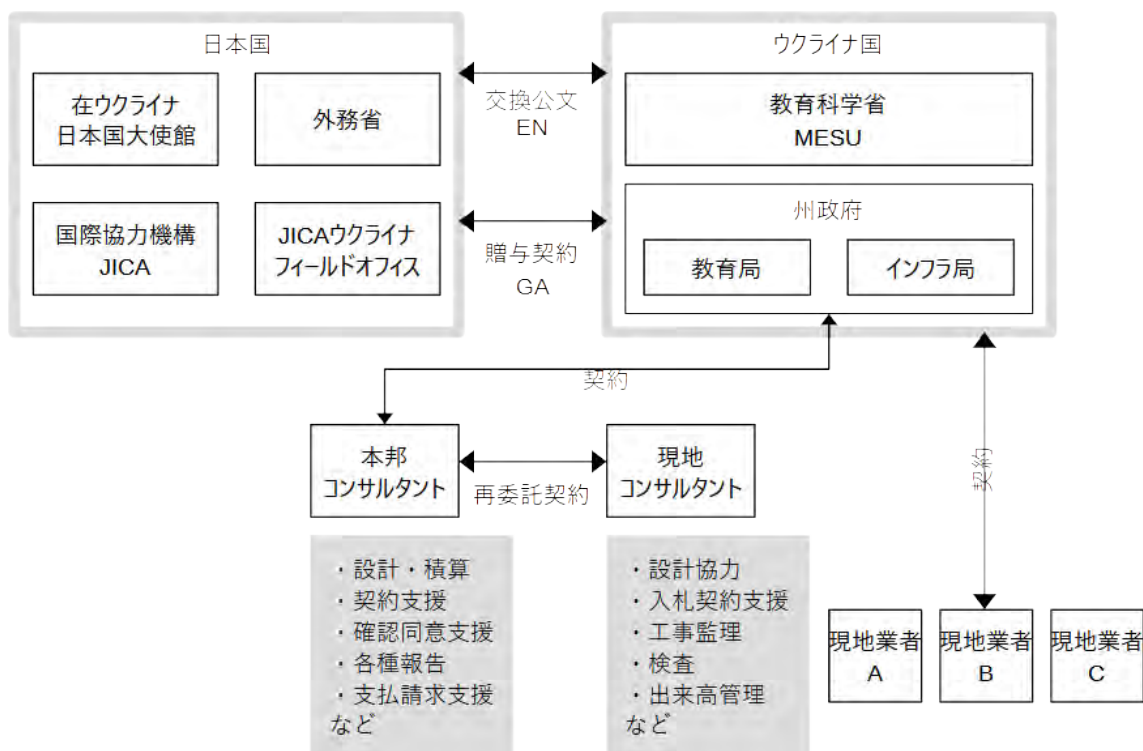 日本国
在ウクライナ
日本国大使館
外務省
国際協力機構
JICA
JICAウクライナ
フィールドオフィス
交換公文
EN
贈与契約
GA
ウクライナ国
教育科学省
MESU
州政府
教育局
インフラ局
契約
本邦
コンサルタント
再委託契約
現地
コンサルタント
契約
・設計・積算
・契約支援
・確認同意支援
・各種報告
・支払請求支援
など
・設計協力
・入札契約支援
・工事監理
・検査
・出来高管理
など
現地業者
A
現地業者
B
現地業者
C